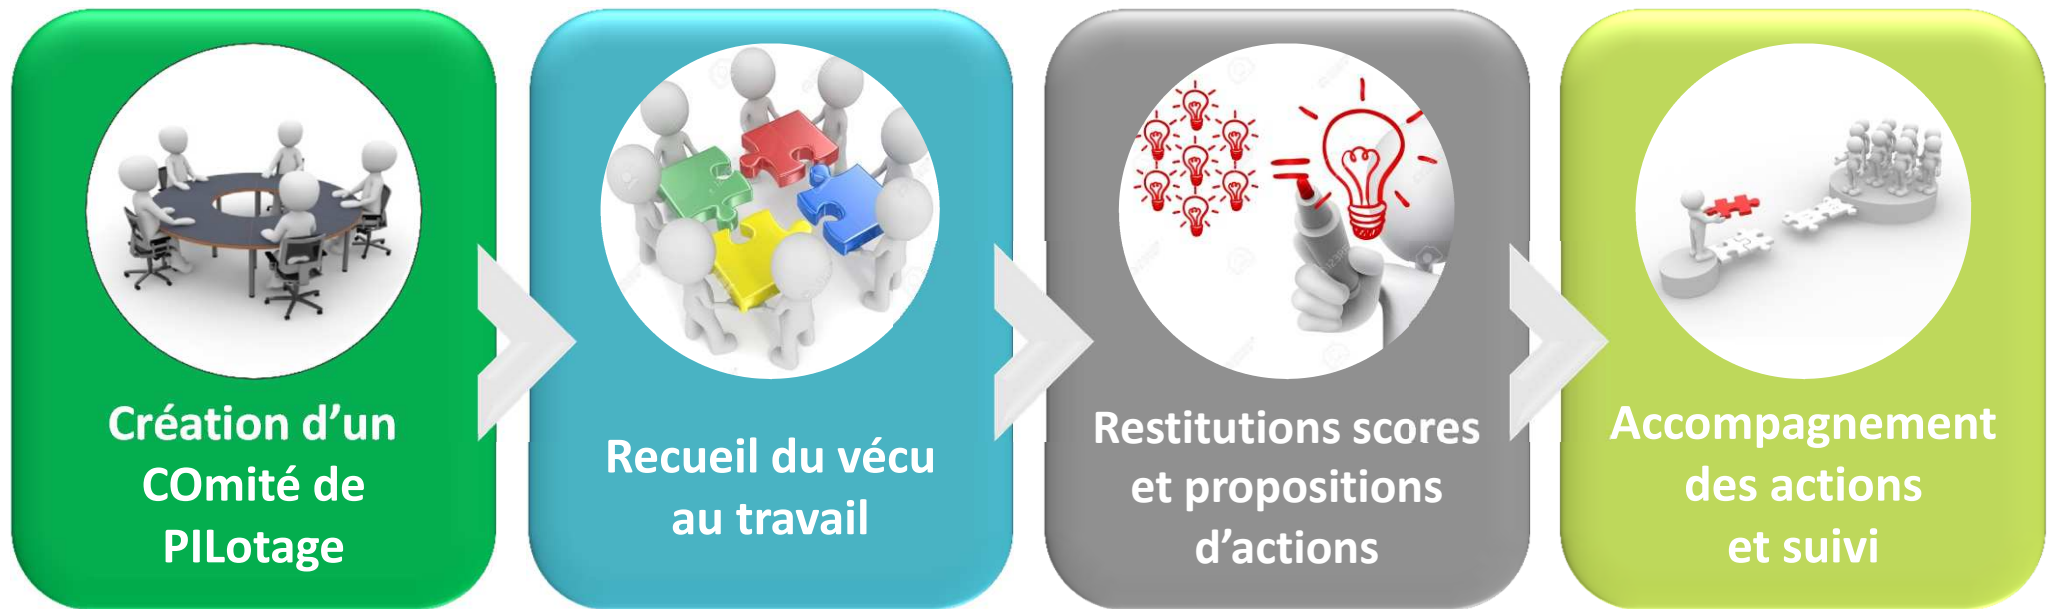 Création d’un
COmité de
PILotage
Recueil du vécu
au travail
Restitutions scores
et propositions
d’actions
Accompagnement
des actions
et suivi